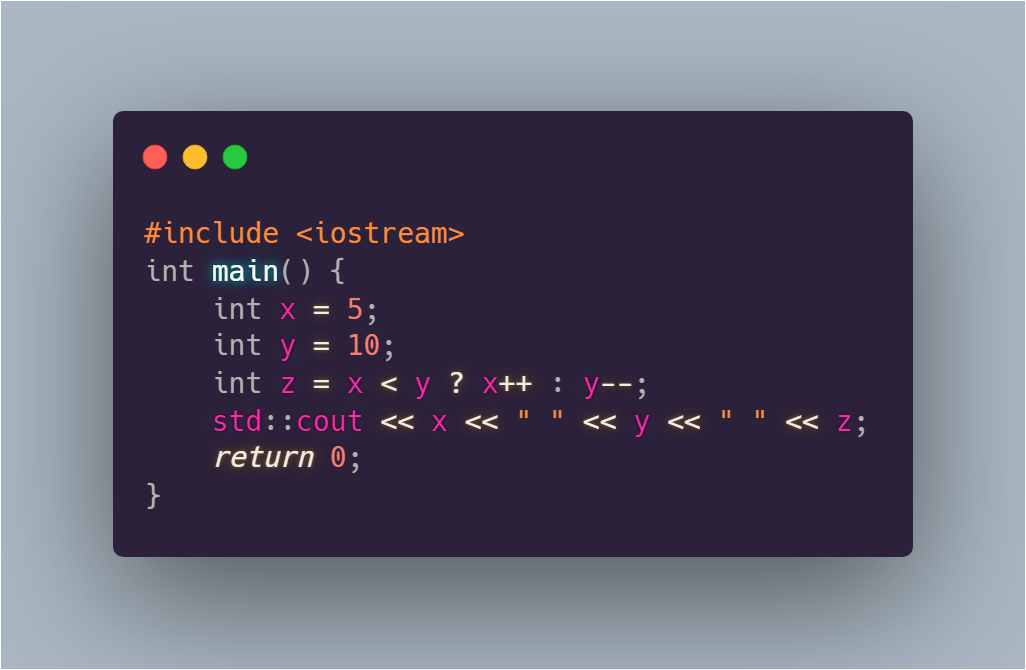 #include <iostream>
int main() {
    int x = 5;
    int y = 10;
    int z = x < y ? x++ : y--;
    std::cout << x << " " << y << " " << z;
    return 0;
}